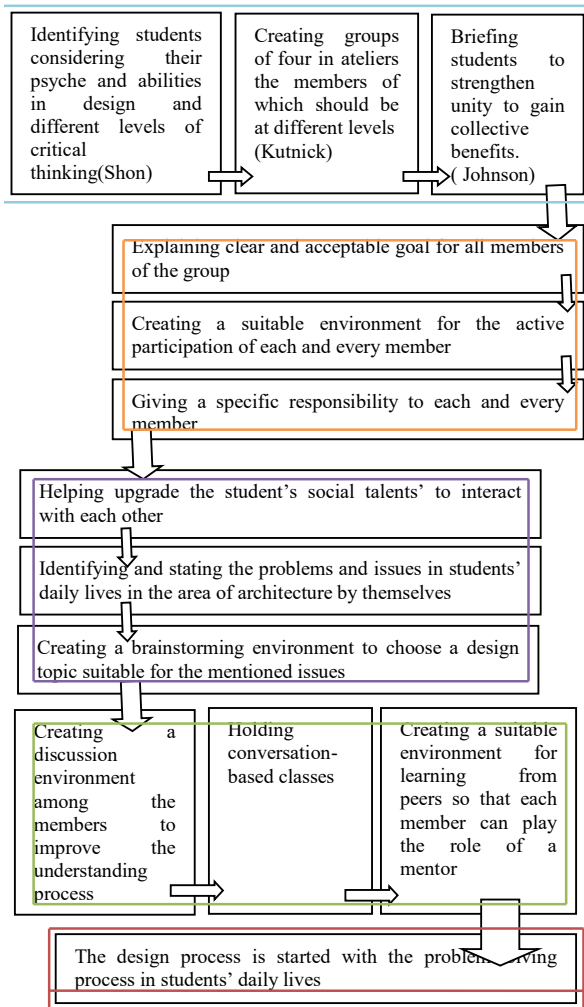 Identifying students
considering their
psyche and abilities
in design and
different levels of
critical
thinking(Shon)
Creating groups
of four in ateliers
the members of
which should be
at different levels
(Kutnick)
Briefing
students to
strengthen
unity to gain
collective
benefits.
( Johnson)
Explaining clear and acceptable goal for all members
of the group
Creating a suitable environment for the active
participation of each and every member
Giving a specific responsibility to each and every
member
Helping upgrade the student's social talents' to interact
with each other
Identifying and stating the problems and issues in students'
daily lives in the area of architecture by themselves
Creating a brainstorming environment to choose a design
topic suitable for the mentioned issues
Creating a
discussion
environment
among the
members to
improve the
understanding
process
Holding
conversation-
based classes
Creating a suitable
environment for
learning from
peers so that each
member can play
the role of a
mentor
The design process is started with the
process in students' daily lives